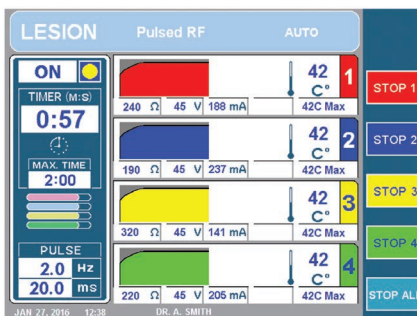 LESION Pulsed RF AUTO
ON
TIMER (M:S)
0:57
MAX. TIME
2:00
PULSE
2.0 Hz
20.0 ms
42 C° 1
240 Ω 45 V 188 mA 42C Max
42 C° 2
190 Ω 45 V 237 mA 42C Max
42 C° 3
320 Ω 45 V 141 mA 42C Max
42 C° 4
220 Ω 45 V 205 mA 42C Max
STOP 1
STOP 2
STOP 3
STOP 4
STOP ALL
JAN 27, 2016 12:38 DR. A. SMITH